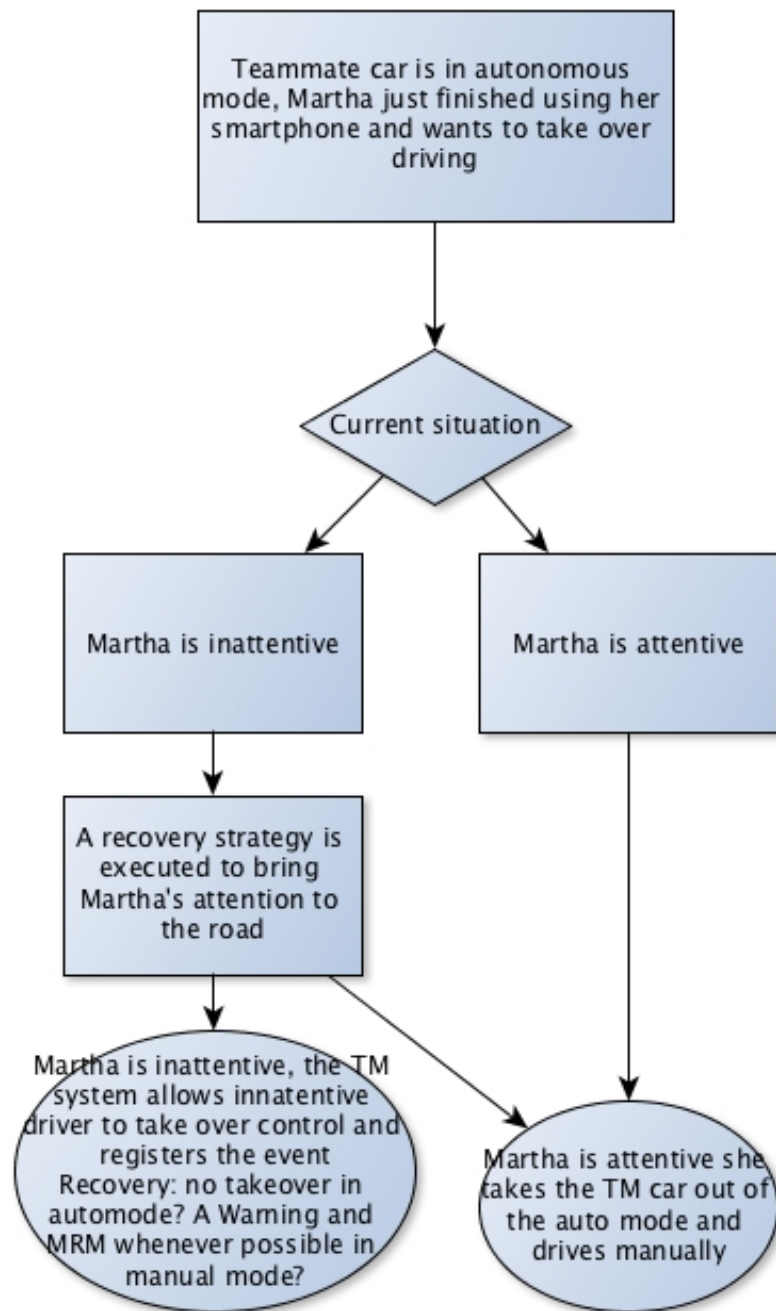 Teammate car is in autonomous
mode, Martha just finished using her
smartphone and wants to take over
driving
Current situation
Martha is inattentive
Martha is attentive
A recovery strategy is
executed to bring
Martha's attention to
the road
Martha is inattentive, the TM
system allows innatentive
driver to take over control and
registers the event
Recovery: no takeover in
automode? A Warning and
MRM whenever possible in
manual mode?
Martha is attentive she
takes the TM car out of
the auto mode and
drives manually